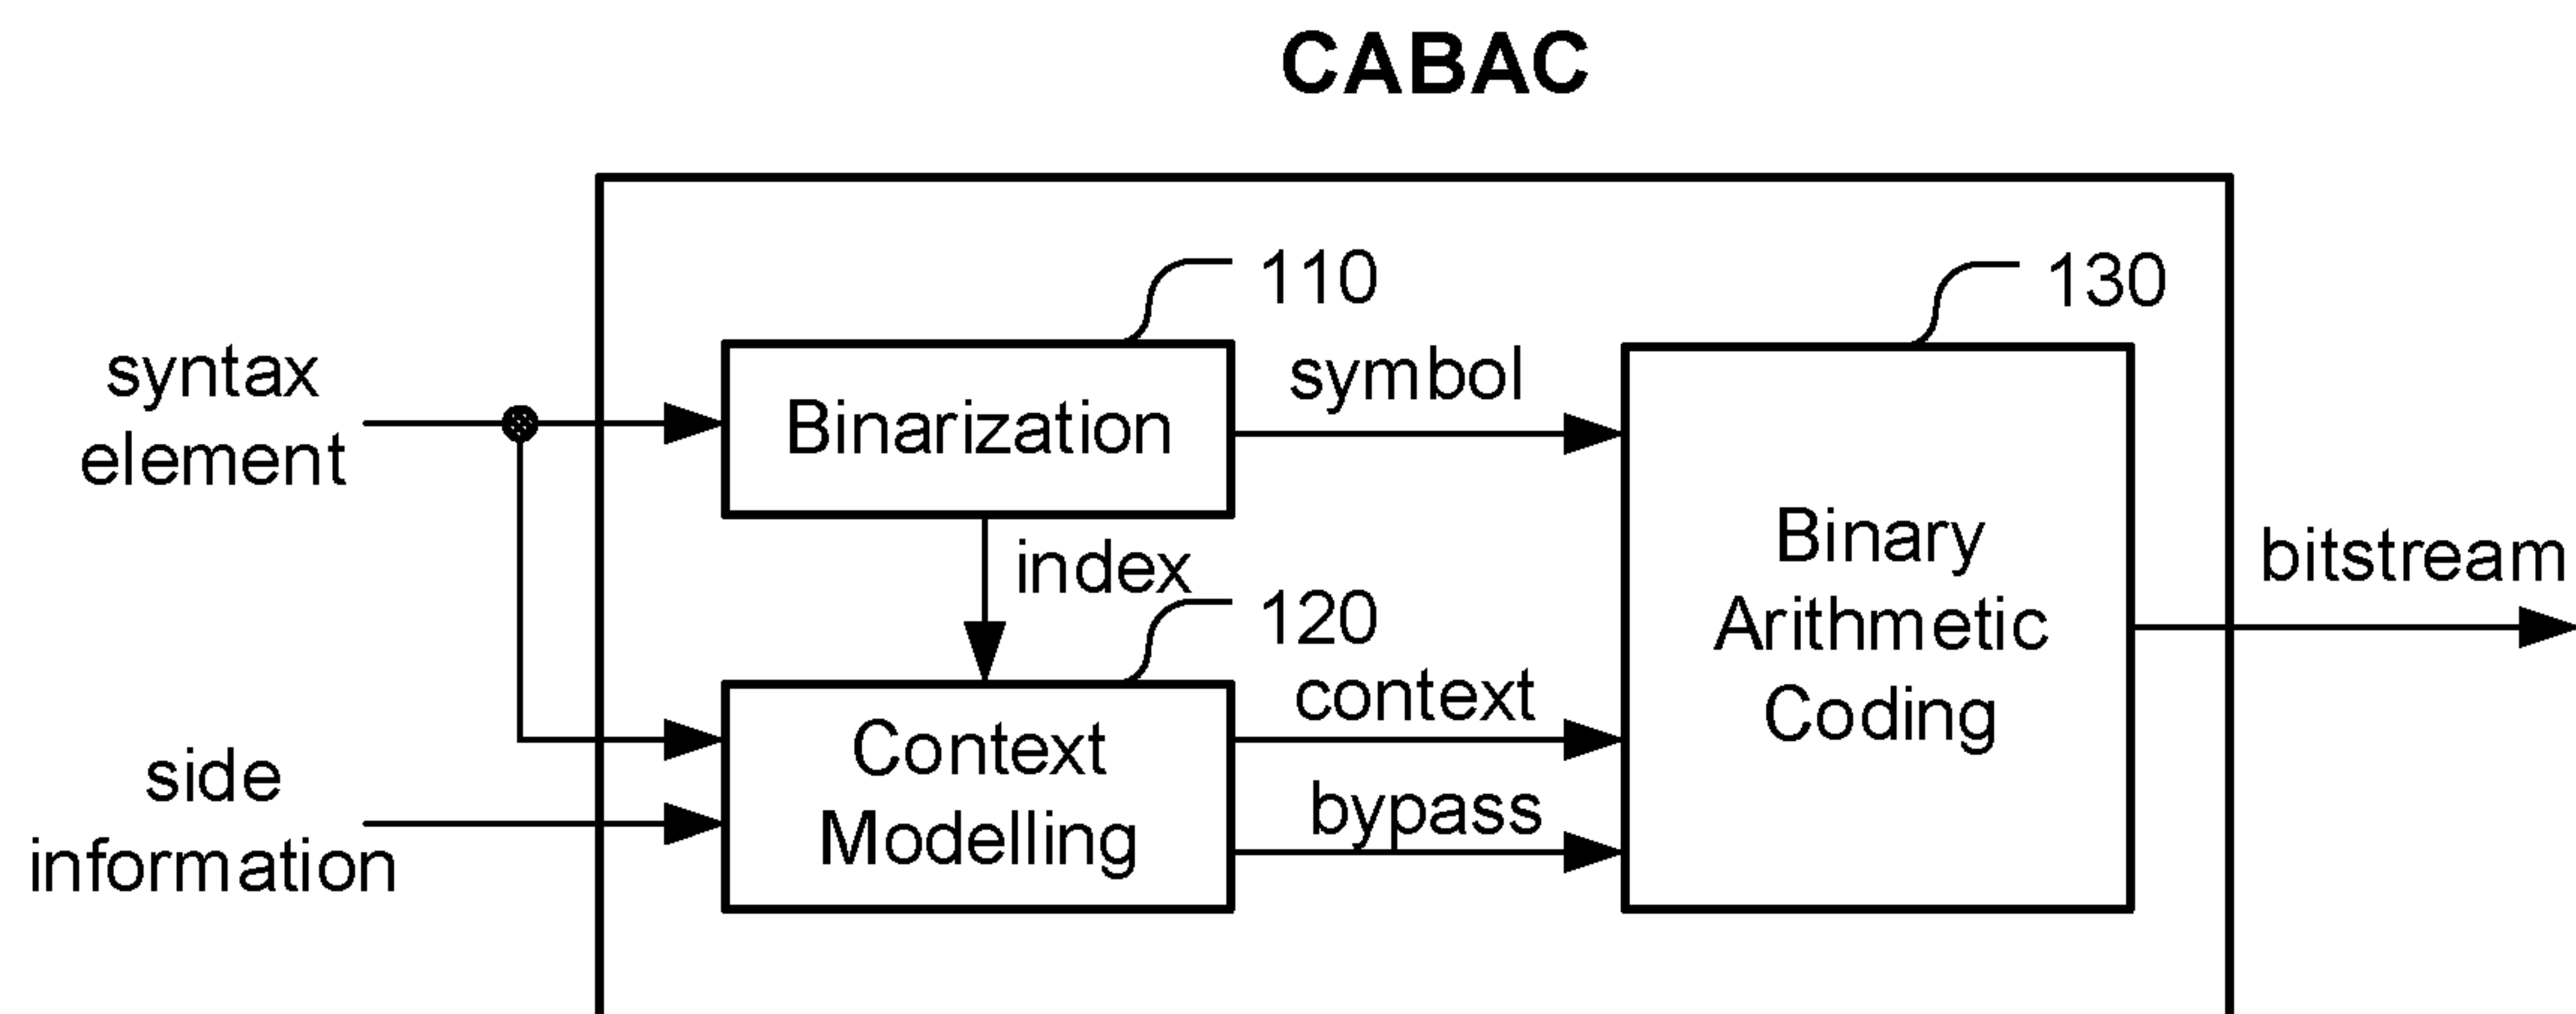 CABAC
110
130
syntax
element
Binarization
symbol
index
120
Binary
Arithmetic
Coding
bitstream
side
information
Context
Modelling
context
bypass